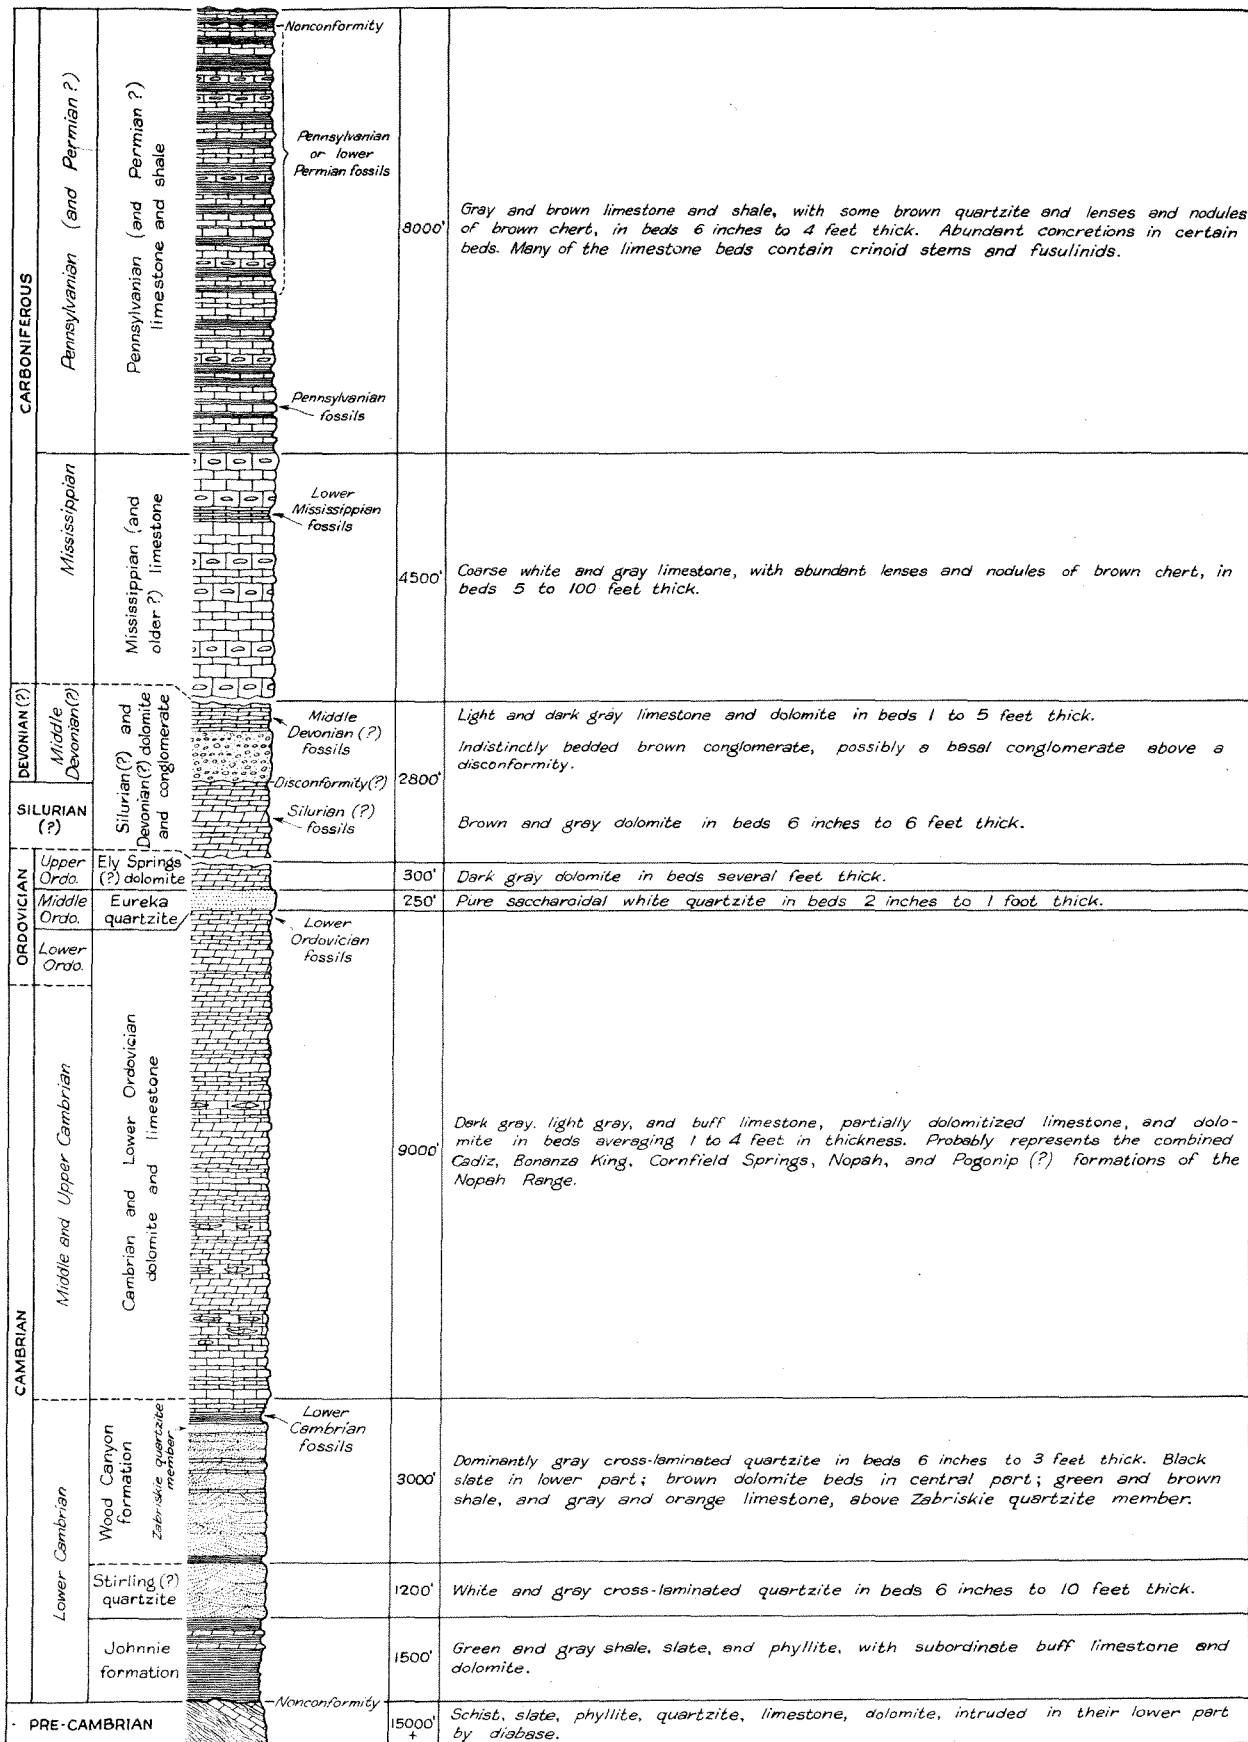 Nonconformity
CARBONIFEROUS
Pennsylvanian (and Permian ?)
Pennsylvanian (and Permian ?)
limestone and shale
Pennsylvanian
or lower
Permian fossils
8000'
Gray and brown limestone and shale, with some brown quartzite and lenses and nodules
of brown chert, in beds 6 inches to 4 feet thick. Abundant concretions in certain
beds. Many of the limestone beds contain crinoid stems and fusulinids.
Pennsylvanian
fossils
Mississippian
Mississippian (and
older ?) limestone
Lower
Mississippian
fossils
4500'
Coarse white and gray limestone, with abundant lenses and nodules of brown chert, in
beds 5 to 100 feet thick.
DEVONIAN (?)
Middle
Devonian(?)
Silurian(?) and
Devonian(?) dolomite
and conglomerate
Middle
Devonian (?)
fossils
Disconformity(?)
2800'
Light and dark gray limestone and dolomite in beds 1 to 5 feet thick.
Indistinctly bedded brown conglomerate, possibly a basal conglomerate above a
disconformity.
SILURIAN
(?)
Silurian (?)
fossils
Brown and gray dolomite in beds 6 inches to 6 feet thick.
ORDOVICIAN
Upper
Ordo.
Ely Springs
(?) dolomite
300'
Dark gray dolomite in beds several feet thick.
Middle
Ordo.
Eureka
quartzite
250'
Pure saccharoidal white quartzite in beds 2 inches to 1 foot thick.
Lower
Ordo.
Lower
Ordovician
fossils
CAMBRIAN
Middle and Upper Cambrian
Cambrian and Lower Ordovician
dolomite and limestone
9000'
Dark gray. light gray, and buff limestone, partially dolomitized limestone, and dolo-
mite in beds averaging 1 to 4 feet in thickness. Probably represents the combined
Cadiz, Bonanza King, Cornfield Springs, Nopah, and Pogonip (?) formations of the
Nopah Range.
Lower Cambrian
Wood Canyon
formation
Zabriskie quartzite
member
Lower
Cambrian
fossils
3000'
Dominantly gray cross-laminated quartzite in beds 6 inches to 3 feet thick. Black
slate in lower part; brown dolomite beds in central part; green and brown
shale, and gray and orange limestone, above Zabriskie quartzite member.
Stirling (?)
quartzite
1200'
White and gray cross-laminated quartzite in beds 6 inches to 10 feet thick.
Johnnie
formation
1500'
Green and gray shale, slate, and phyllite, with subordinate buff limestone and
dolomite.
Nonconformity
PRE-CAMBRIAN
15000'
+
Schist, slate, phyllite, quartzite, limestone, dolomite, intruded in their lower part
by diabase.